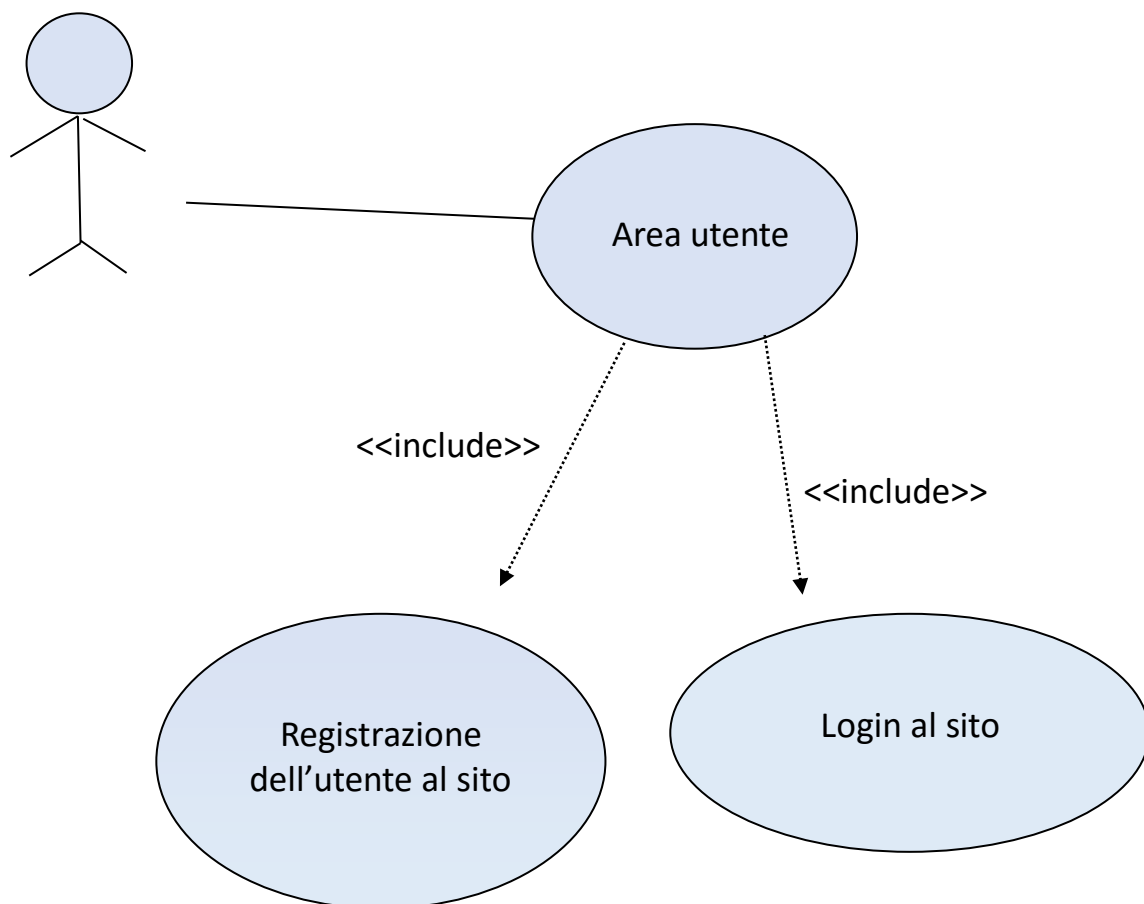 Area utente
<<include>>
<<include>>
Registrazione
dell’utente al sito
Login al sito